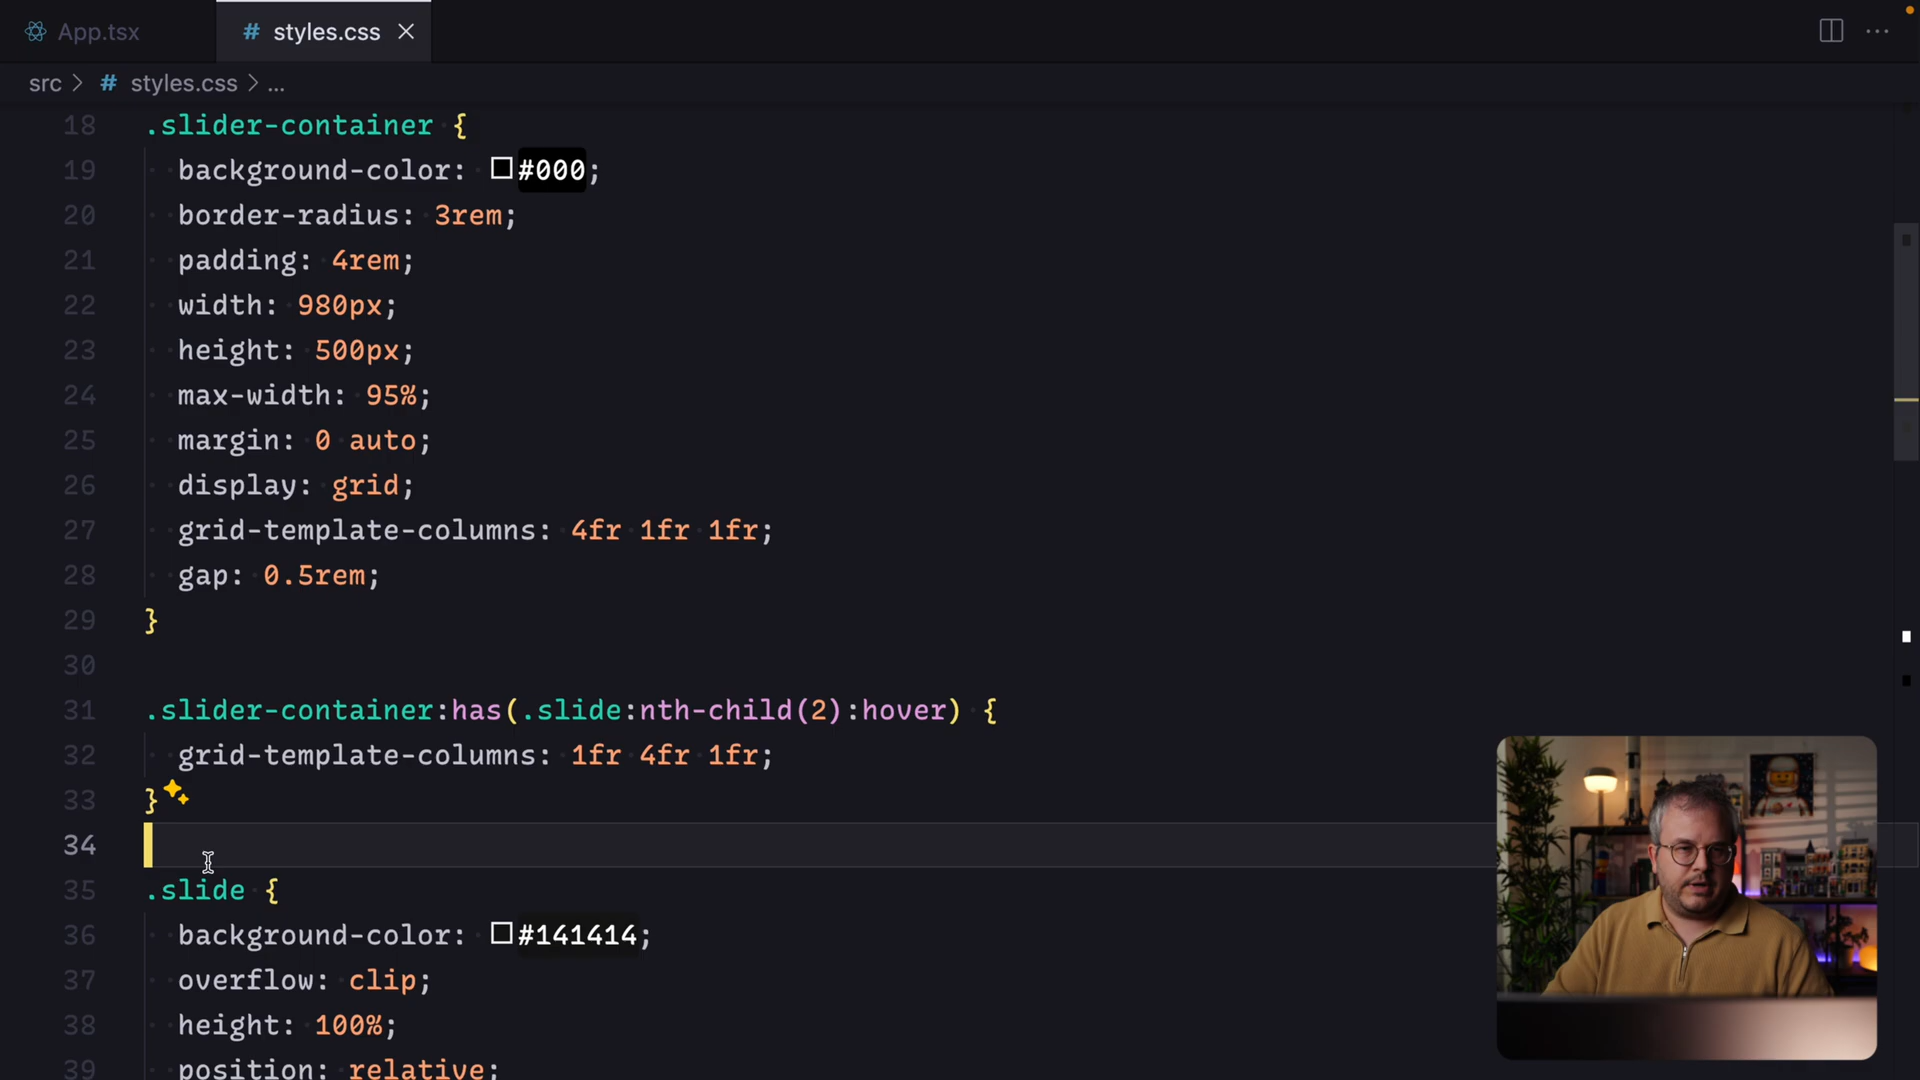 App.tsx
# styles.css
src > # styles.css > ...
18 .slider-container {
19 background-color: #000;
20 border-radius: 3rem;
21 padding: 4rem;
22 width: 980px;
23 height: 500px;
24 max-width: 95%;
25 margin: 0 auto;
26 display: grid;
27 grid-template-columns: 4fr 1fr 1fr;
28 gap: 0.5rem;
29 }
30
31 .slider-container:has(.slide:nth-child(2):hover) {
32 grid-template-columns: 1fr 4fr 1fr;
33 }
34
35 .slide {
36 background-color: #141414;
37 overflow: clip;
38 height: 100%;
39 position: relative;